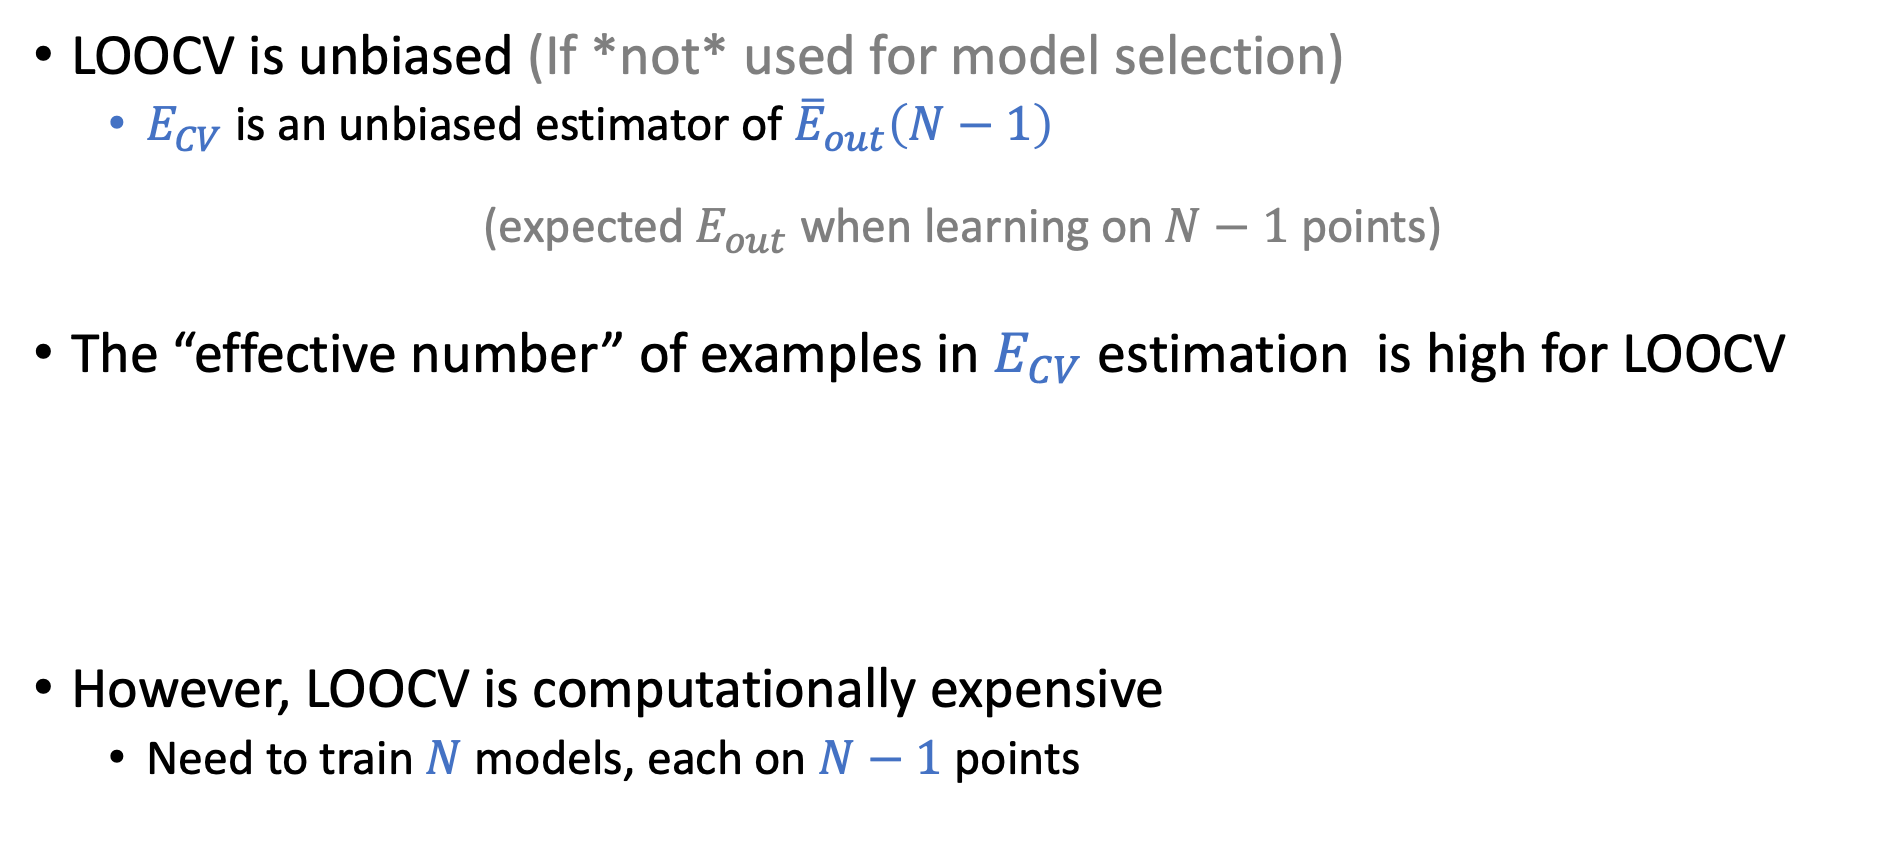 • LOOCV is unbiased (If *not* used for model selection)
• E_CV is an unbiased estimator of Ē_out(N − 1)
(expected E_out when learning on N − 1 points)
• The “effective number” of examples in E_CV estimation is high for LOOCV
• However, LOOCV is computationally expensive
• Need to train N models, each on N − 1 points